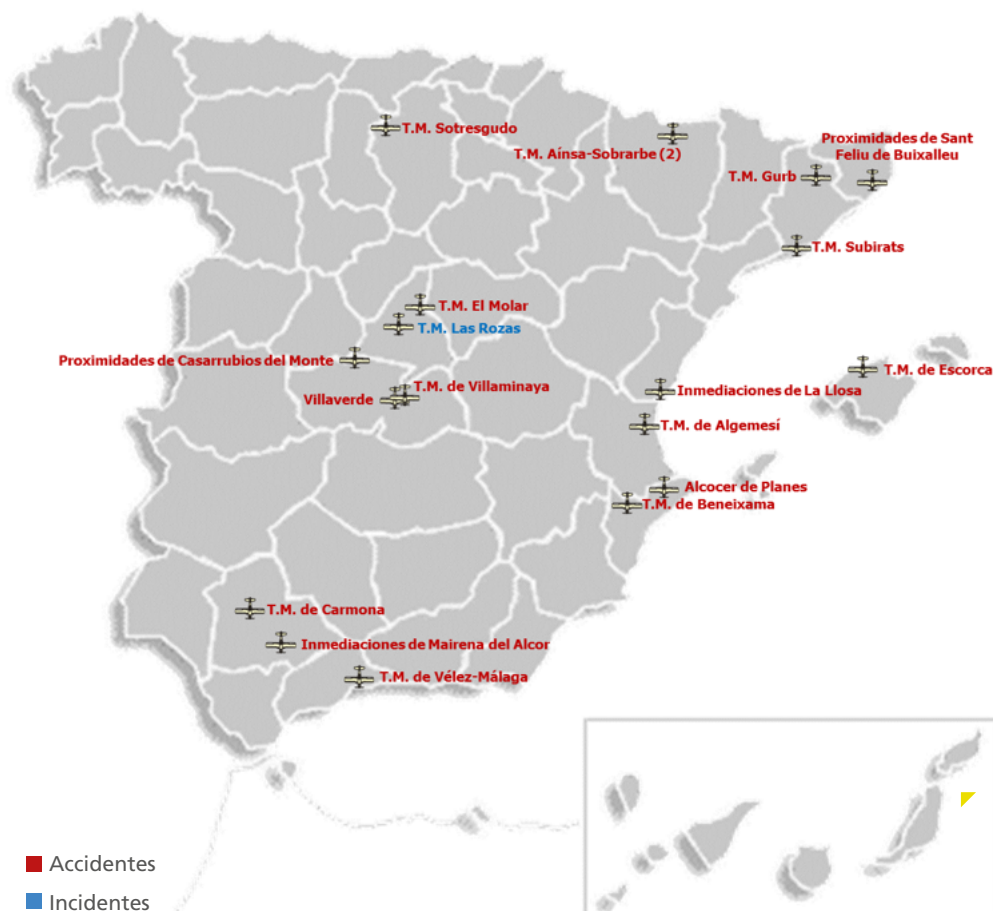 T.M. Sotresgudo
Proximidades de Sant
Feliu de Buixalleu
T.M. Aínsa-Sobrarbe (2)
T.M. Gurb
T.M. Subirats
T.M. El Molar
T.M. Las Rozas
Proximidades de Casarrubios del Monte
T.M. de Escorca
T.M. de Villaminaya
Inmediaciones de La Llosa
Villaverde
T.M. de Algemesí
Alcocer de Planes
T.M. de Beneixama
T.M. de Carmona
Inmediaciones de Mairena del Alcor
T.M. de Vélez-Málaga
Accidentes
Incidentes